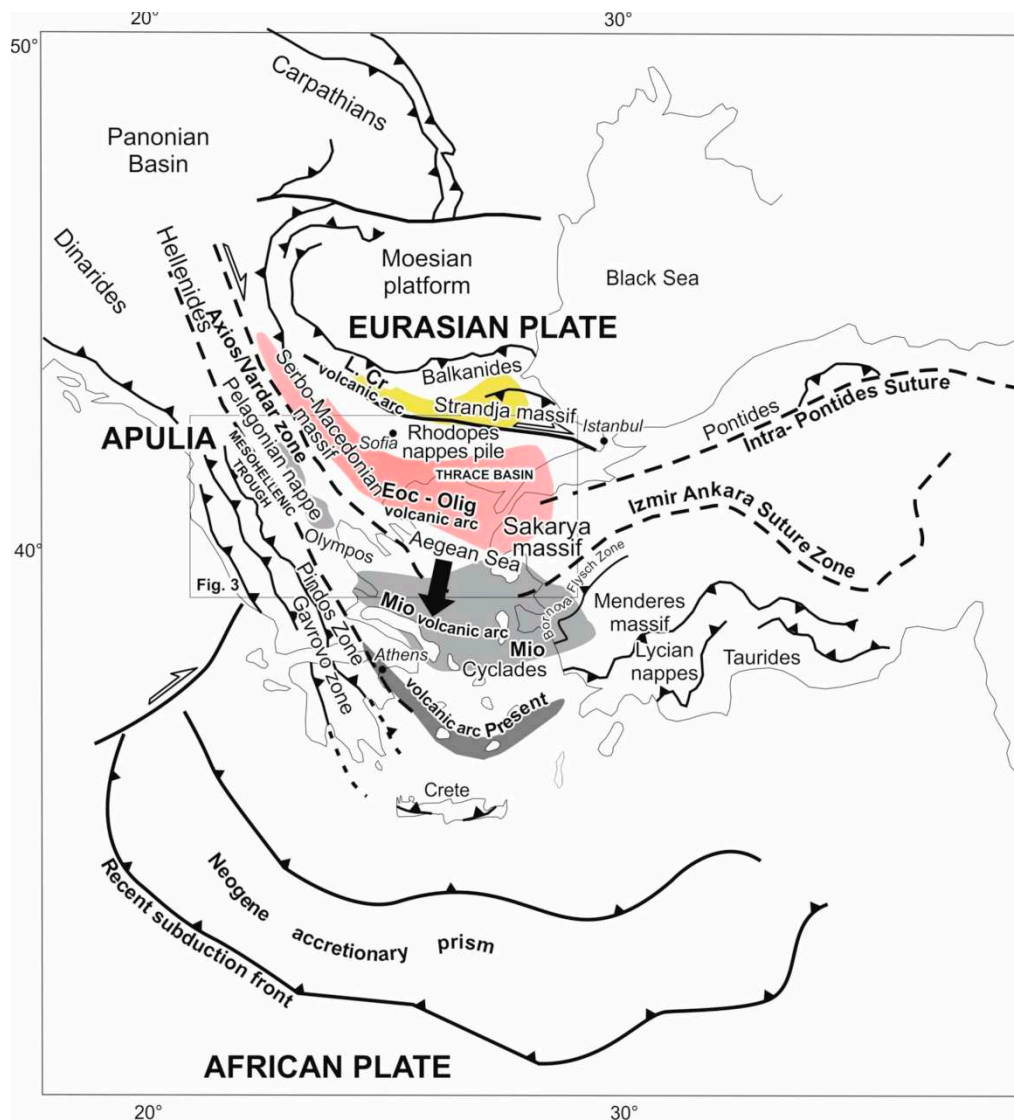 20°
30°
50°
Carpathians
Panonian
Basin
Dinarides
Hellenides
Moesian
platform
Black Sea
EURASIAN PLATE
Axios/Vardar zone
Serbo-Macedonian
massif
L. Cr
volcanic arc
Balkanides
Strandja massif
Istanbul
Pontides
Intra- Pontides Suture
APULIA
Pelagonian nappe
MESOHELLENIC
TROUGH
Sofia
Rhodopes
nappes pile
THRACE BASIN
Eoc - Olig
volcanic arc
Sakarya
massif
Izmir Ankara Suture Zone
40°
Olympos
Aegean Sea
Bornova Flysch Zone
Fig. 3
Pindos Zone
Gavrovo zone
Mio volcanic arc
Mio
Cyclades
Menderes
massif
Lycian
nappes
Taurides
Athens
volcanic arc Present
Crete
Neogene
accretionary prism
Recent subduction front
AFRICAN PLATE
20°
30°